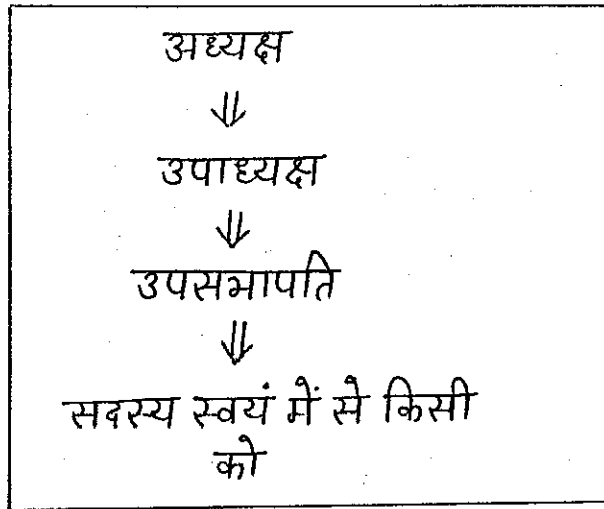 अध्यक्ष
⇓
उपाध्यक्ष
⇓
उपसभापति
⇓
सदस्य स्वयं में से किसी
को